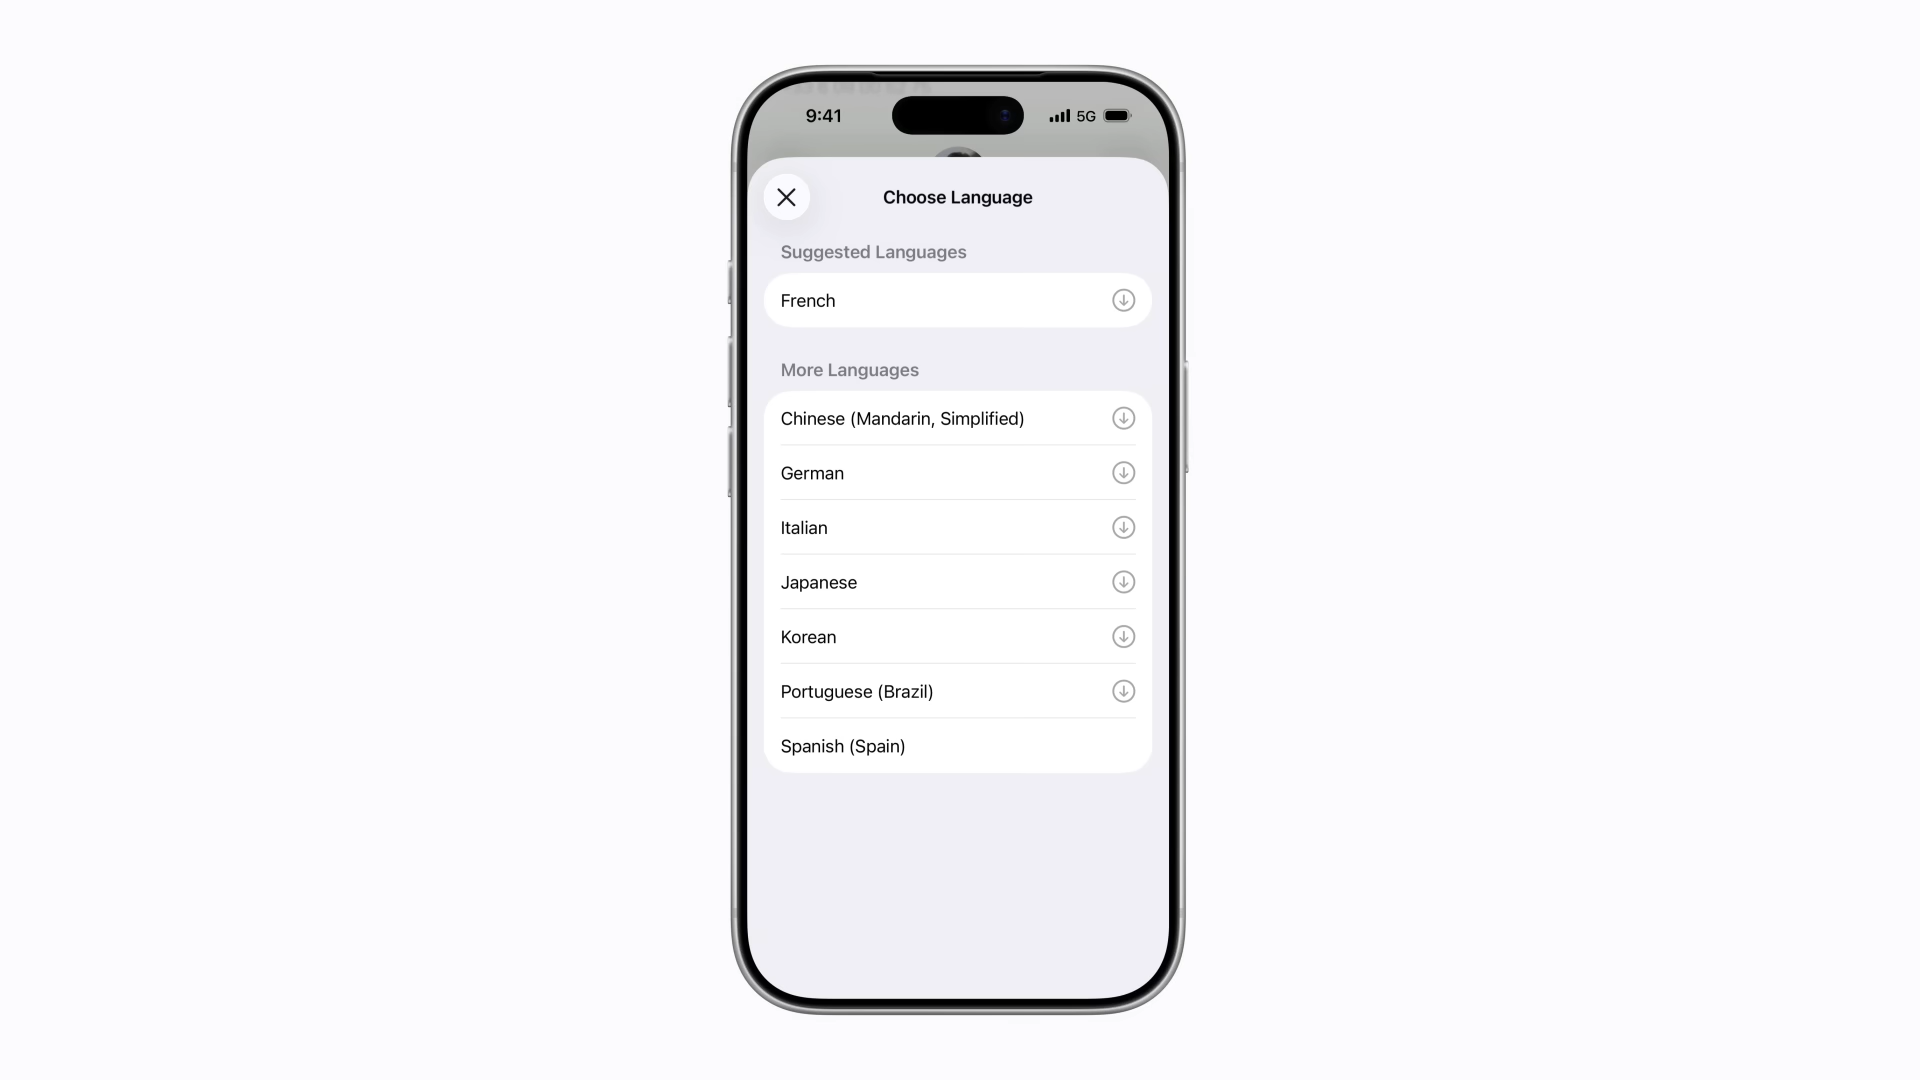 9:41
5G
Choose Language
Suggested Languages
French
More Languages
Chinese (Mandarin, Simplified)
German
Italian
Japanese
Korean
Portuguese (Brazil)
Spanish (Spain)